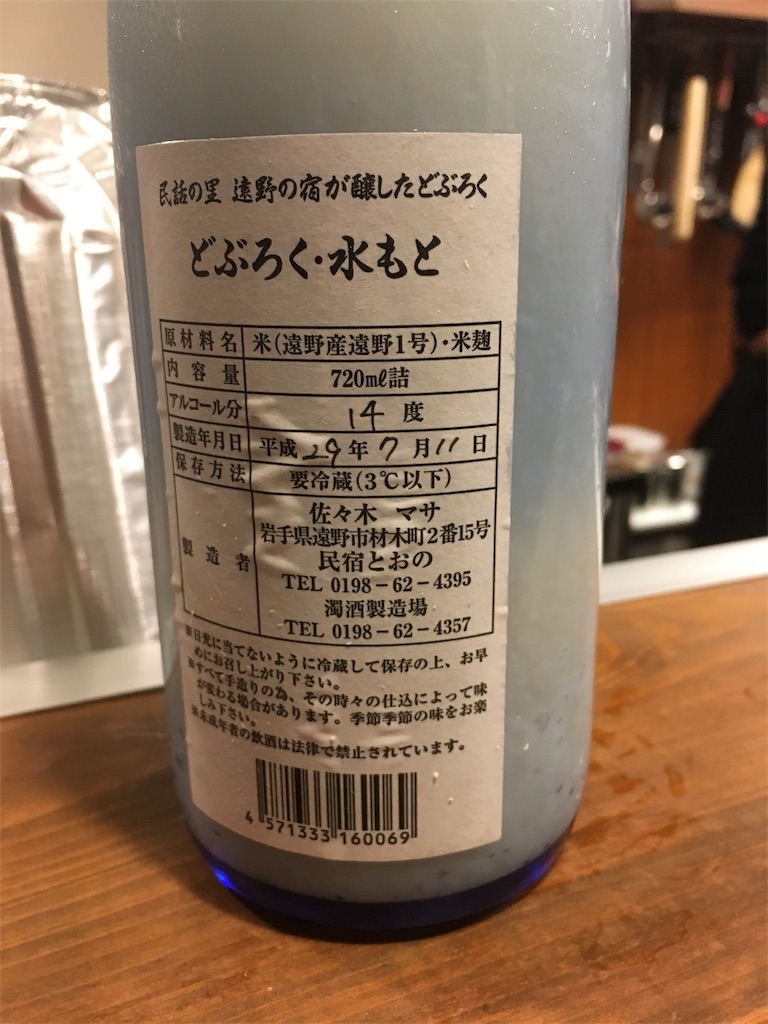 民話の里 遠野の宿が醸したどぶろく
どぶろく・水もと
原材料名 米(遠野産遠野1号)・米麹
内容量 720ml詰
アルコール分 14度
製造年月日 平成29年7月11日
保存方法 要冷蔵(3℃以下)
製造者 佐々木 マサ
岩手県遠野市材木町2番15号
民宿とおの
TEL 0198-62-4395
濁酒製造場
TEL 0198-62-4357
※日光に当てないように冷蔵して保存の上、お早
めにお召し上がり下さい。
※すべて手造りの為、その時々の仕込によって味
が変わる場合があります。季節季節の味をお楽
しみ下さい。
※未成年者の飲酒は法律で禁止されています。
4 571333 160069